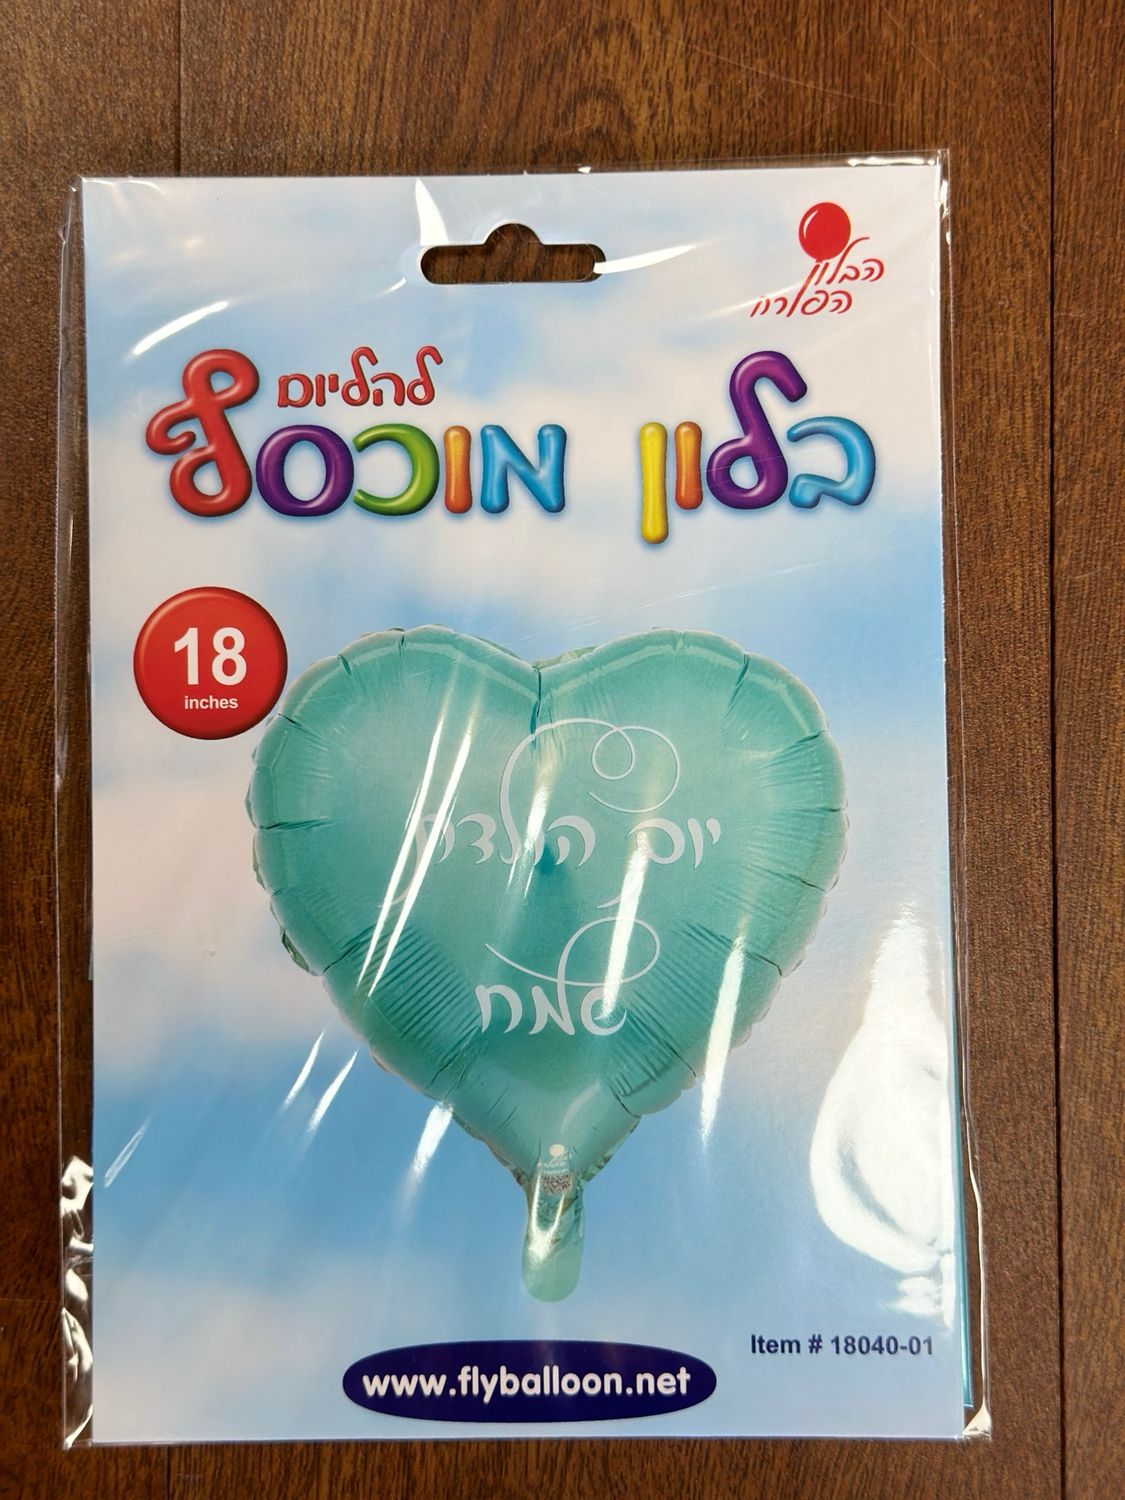 הבלון
הפורח
להליום
בלון מוכסף
18
inches
יום הולדת
שמח
Item # 18040-01
www.flyballoon.net